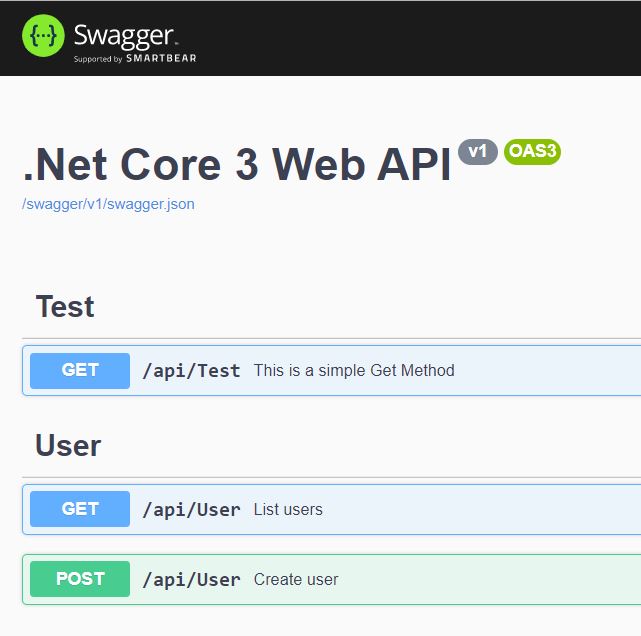 {···} Swagger™
Supported by SMARTBEAR
.Net Core 3 Web API v1 OAS3
/swagger/v1/swagger.json
Test
GET /api/Test This is a simple Get Method
User
GET /api/User List users
POST /api/User Create user